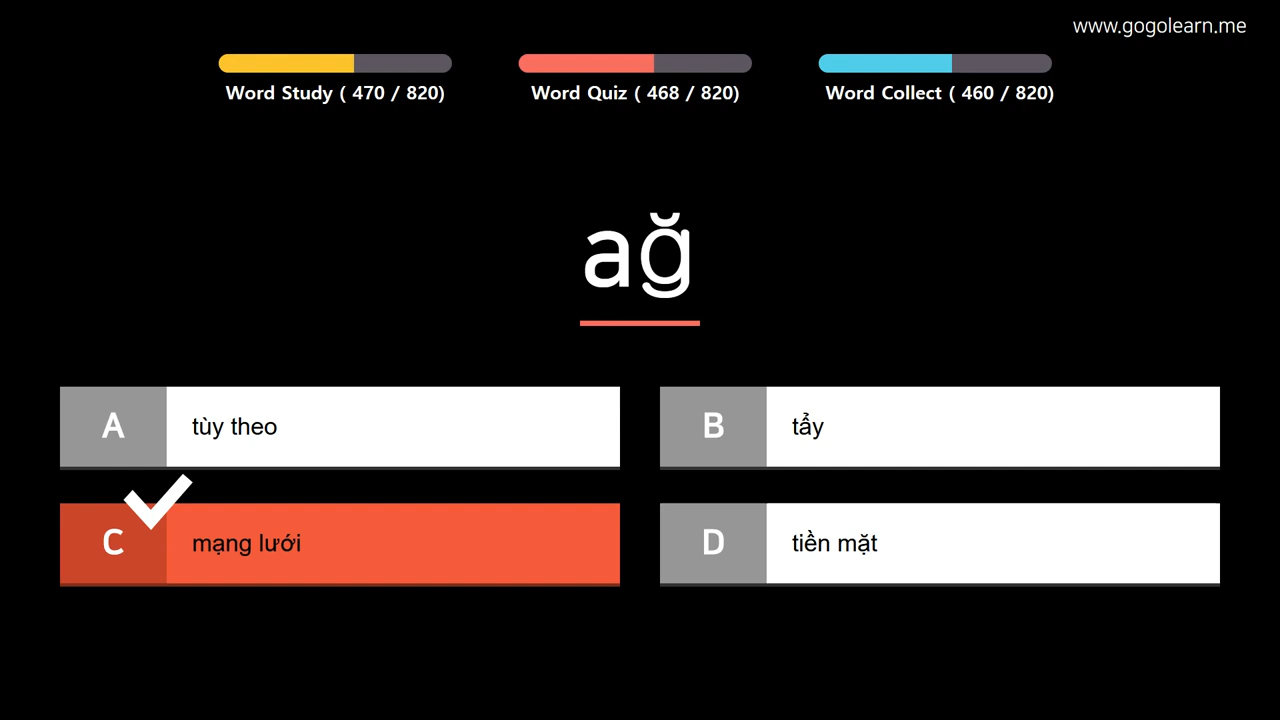 www.gogolearn.me
Word Study ( 470 / 820)
Word Quiz ( 468 / 820)
Word Collect ( 460 / 820)
ağ
A tùy theo
B tẩy
C mạng lưới
D tiền mặt